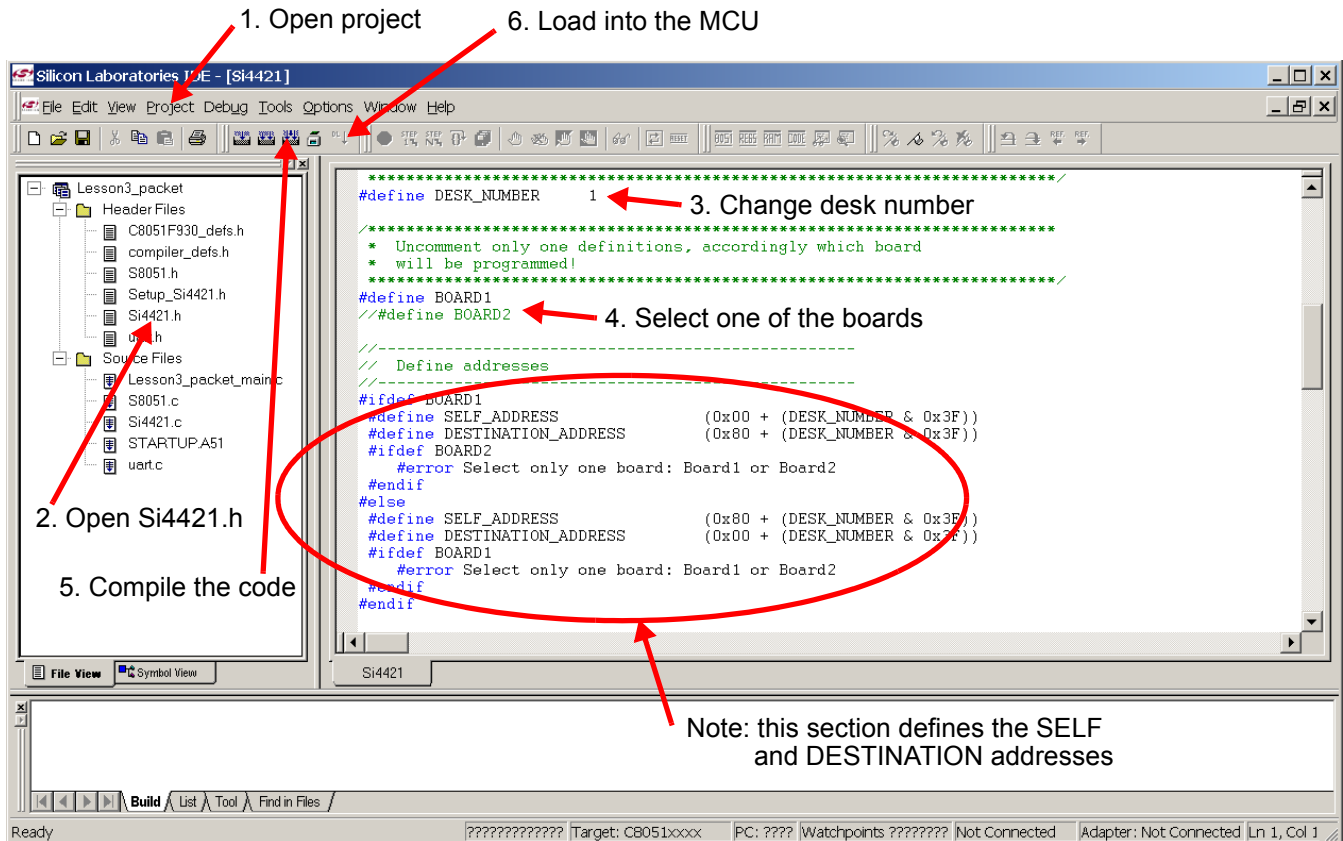 1. Open project
6. Load into the MCU
Silicon Laboratories IDE - [Si4421]
File Edit View Project Debug Tools Options Window Help
Lesson3_packet
Header Files
C8051F930_defs.h
compiler_defs.h
S8051.h
Setup_Si4421.h
Si4421.h
uart.h
Source Files
Lesson3_packet_main.c
S8051.c
Si4421.c
STARTUP.A51
uart.c
2. Open Si4421.h
5. Compile the code
File View
Symbol View
*************************************************************************/
#define DESK_NUMBER 1
3. Change desk number
/*************************************************************************
* Uncomment only one definitions, accordingly which board
* will be programmed!
*************************************************************************/
#define BOARD1
//#define BOARD2
4. Select one of the boards
//--------------------------------------------------
// Define addresses
//--------------------------------------------------
#ifdef BOARD1
#define SELF_ADDRESS (0x00 + (DESK_NUMBER & 0x3F))
#define DESTINATION_ADDRESS (0x80 + (DESK_NUMBER & 0x3F))
#ifdef BOARD2
#error Select only one board: Board1 or Board2
#endif
#else
#define SELF_ADDRESS (0x80 + (DESK_NUMBER & 0x3F))
#define DESTINATION_ADDRESS (0x00 + (DESK_NUMBER & 0x3F))
#ifdef BOARD1
#error Select only one board: Board1 or Board2
#endif
#endif
Si4421
Note: this section defines the SELF
and DESTINATION addresses
Build List Tool Find in Files
Ready ????????????? Target: C8051xxxx PC: ???? Watchpoints ???????? Not Connected Adapter: Not Connected Ln 1, Col 1